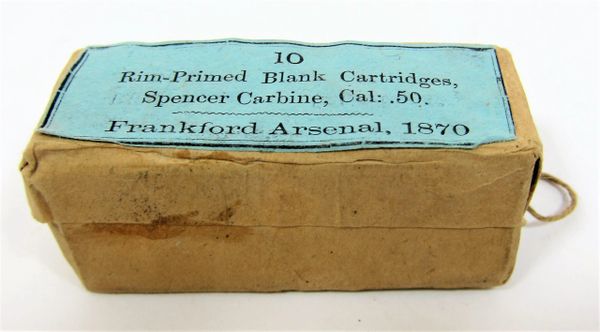 10
Rim-Primed Blank Cartridges,
Spencer Carbine, Cal: .50.
Frankford Arsenal, 1870